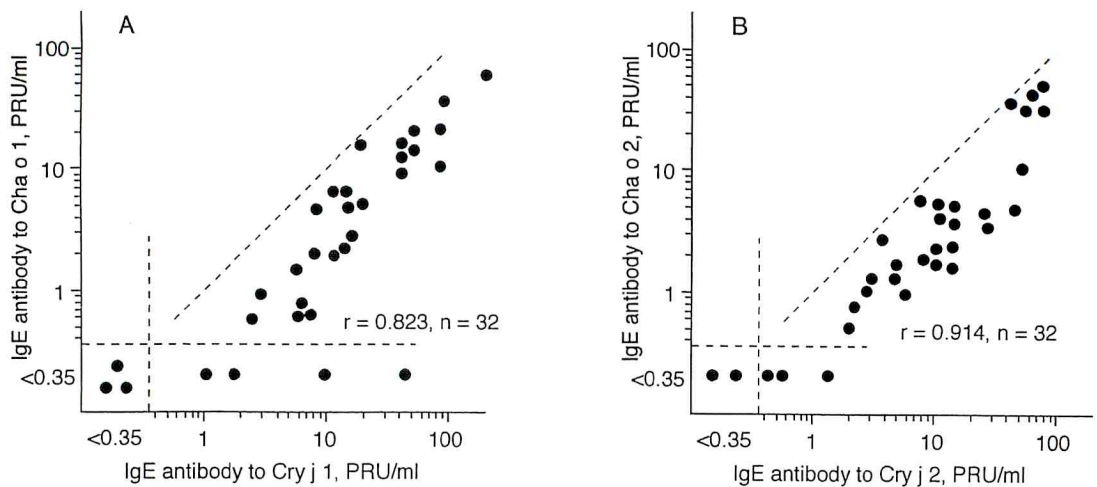 A
IgE antibody to Cha o 1, PRU/ml
100
10
1
<0.35
r = 0.823, n = 32
<0.35
1
10
100
IgE antibody to Cry j 1, PRU/ml
B
IgE antibody to Cha o 2, PRU/ml
100
10
1
<0.35
r = 0.914, n = 32
<0.35
1
10
100
IgE antibody to Cry j 2, PRU/ml